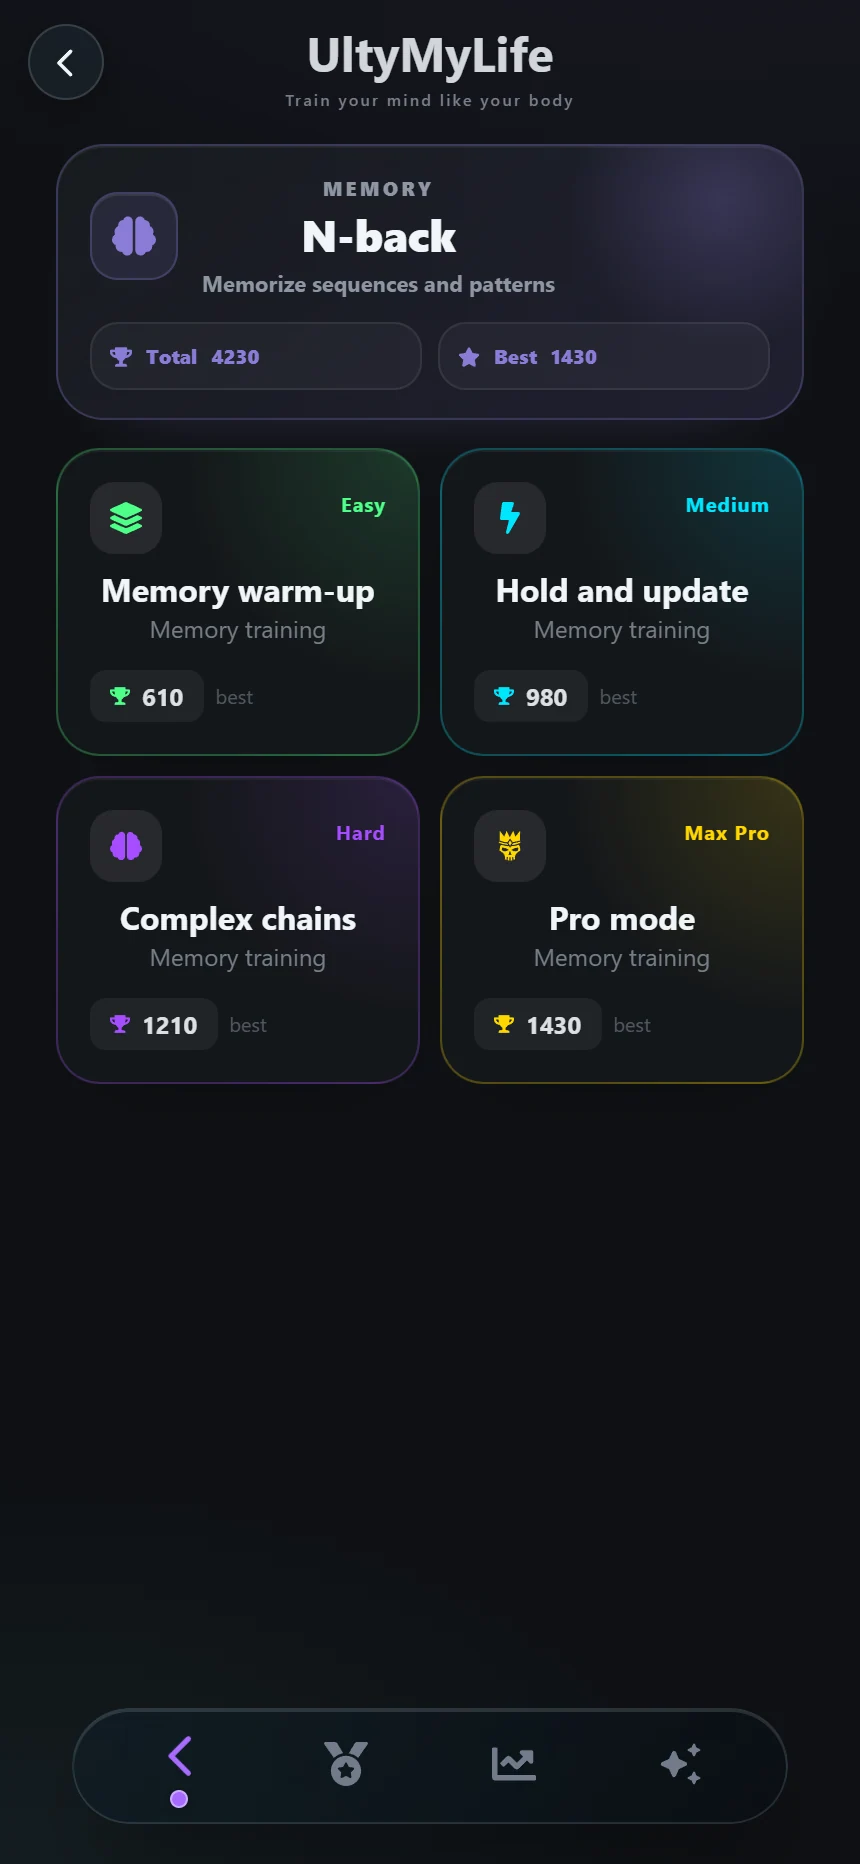 UltyMyLife
Train your mind like your body
MEMORY
N-back
Memorize sequences and patterns
Total 4230
Best 1430
Easy
Memory warm-up
Memory training
610 best
Medium
Hold and update
Memory training
980 best
Hard
Complex chains
Memory training
1210 best
Max Pro
Pro mode
Memory training
1430 best